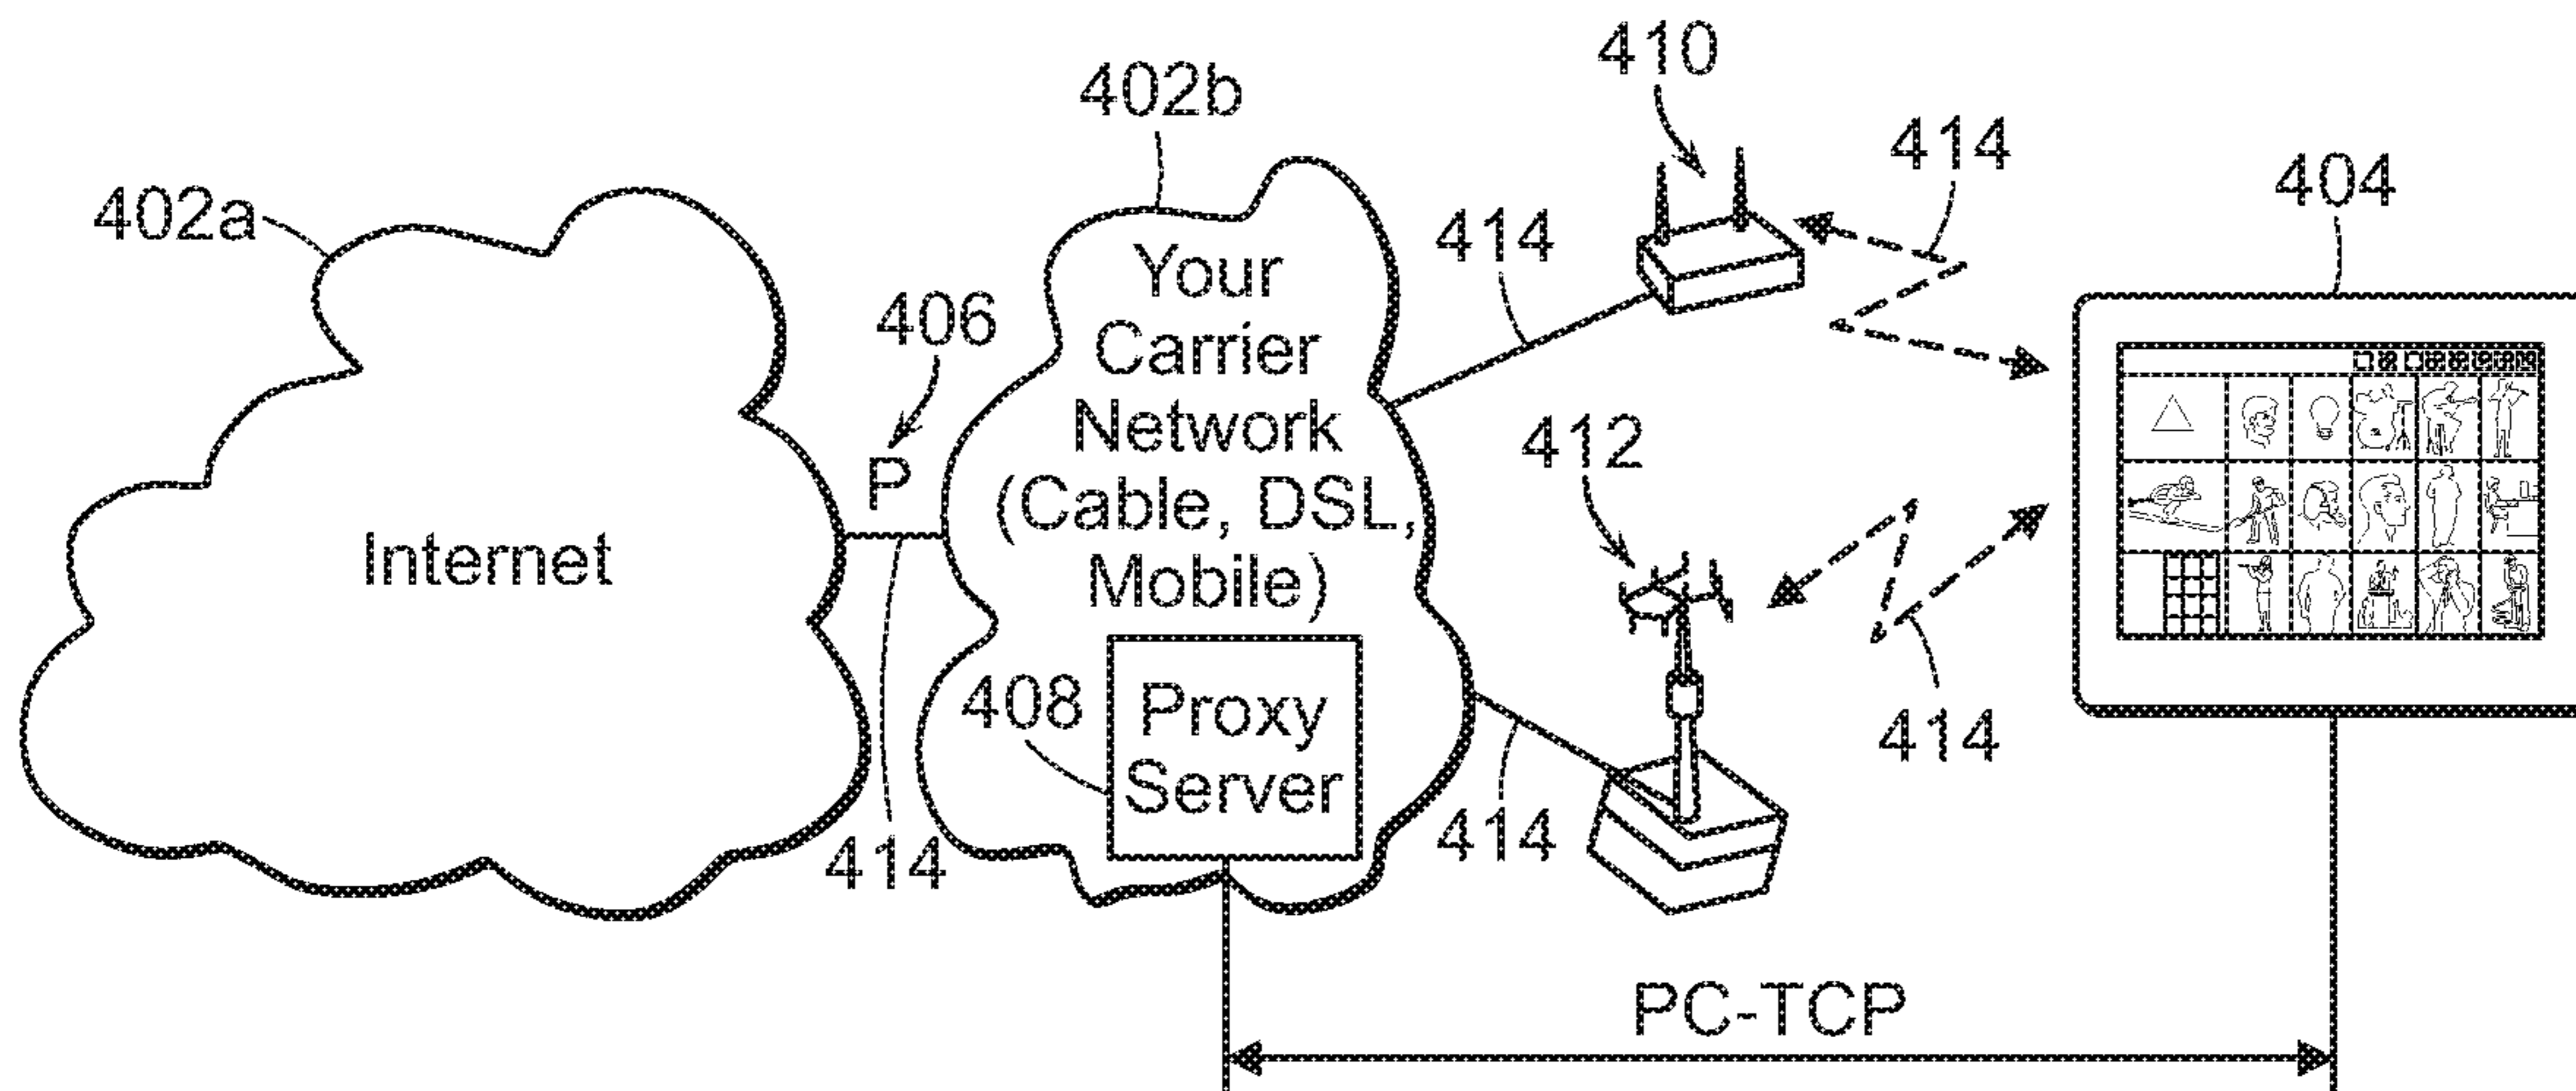 410
402b
414
404
402a
414
406
Your
Carrier
Network
(Cable, DSL,
Mobile)
P
412
Internet
408
Proxy
Server
414
414
414
PC-TCP